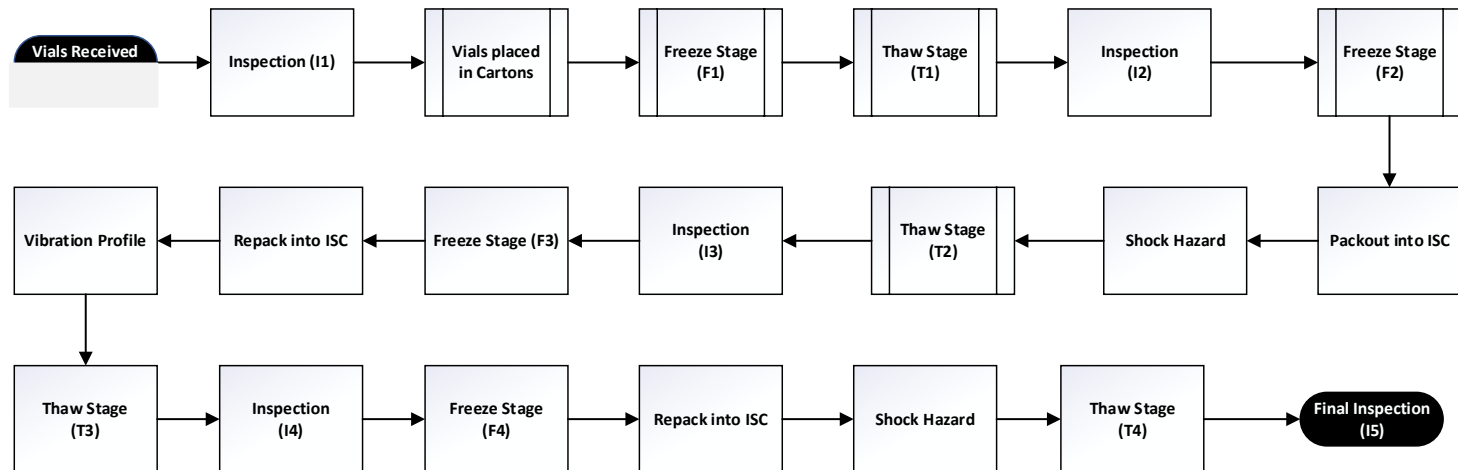 Vials Received
Inspection (I1)
Vials placed
in Cartons
Freeze Stage
(F1)
Thaw Stage
(T1)
Inspection
(I2)
Freeze Stage
(F2)
Vibration Profile
Repack into ISC
Freeze Stage (F3)
Inspection
(I3)
Thaw Stage
(T2)
Shock Hazard
Packout into ISC
Thaw Stage
(T3)
Inspection
(I4)
Freeze Stage
(F4)
Repack into ISC
Shock Hazard
Thaw Stage
(T4)
Final Inspection
(I5)